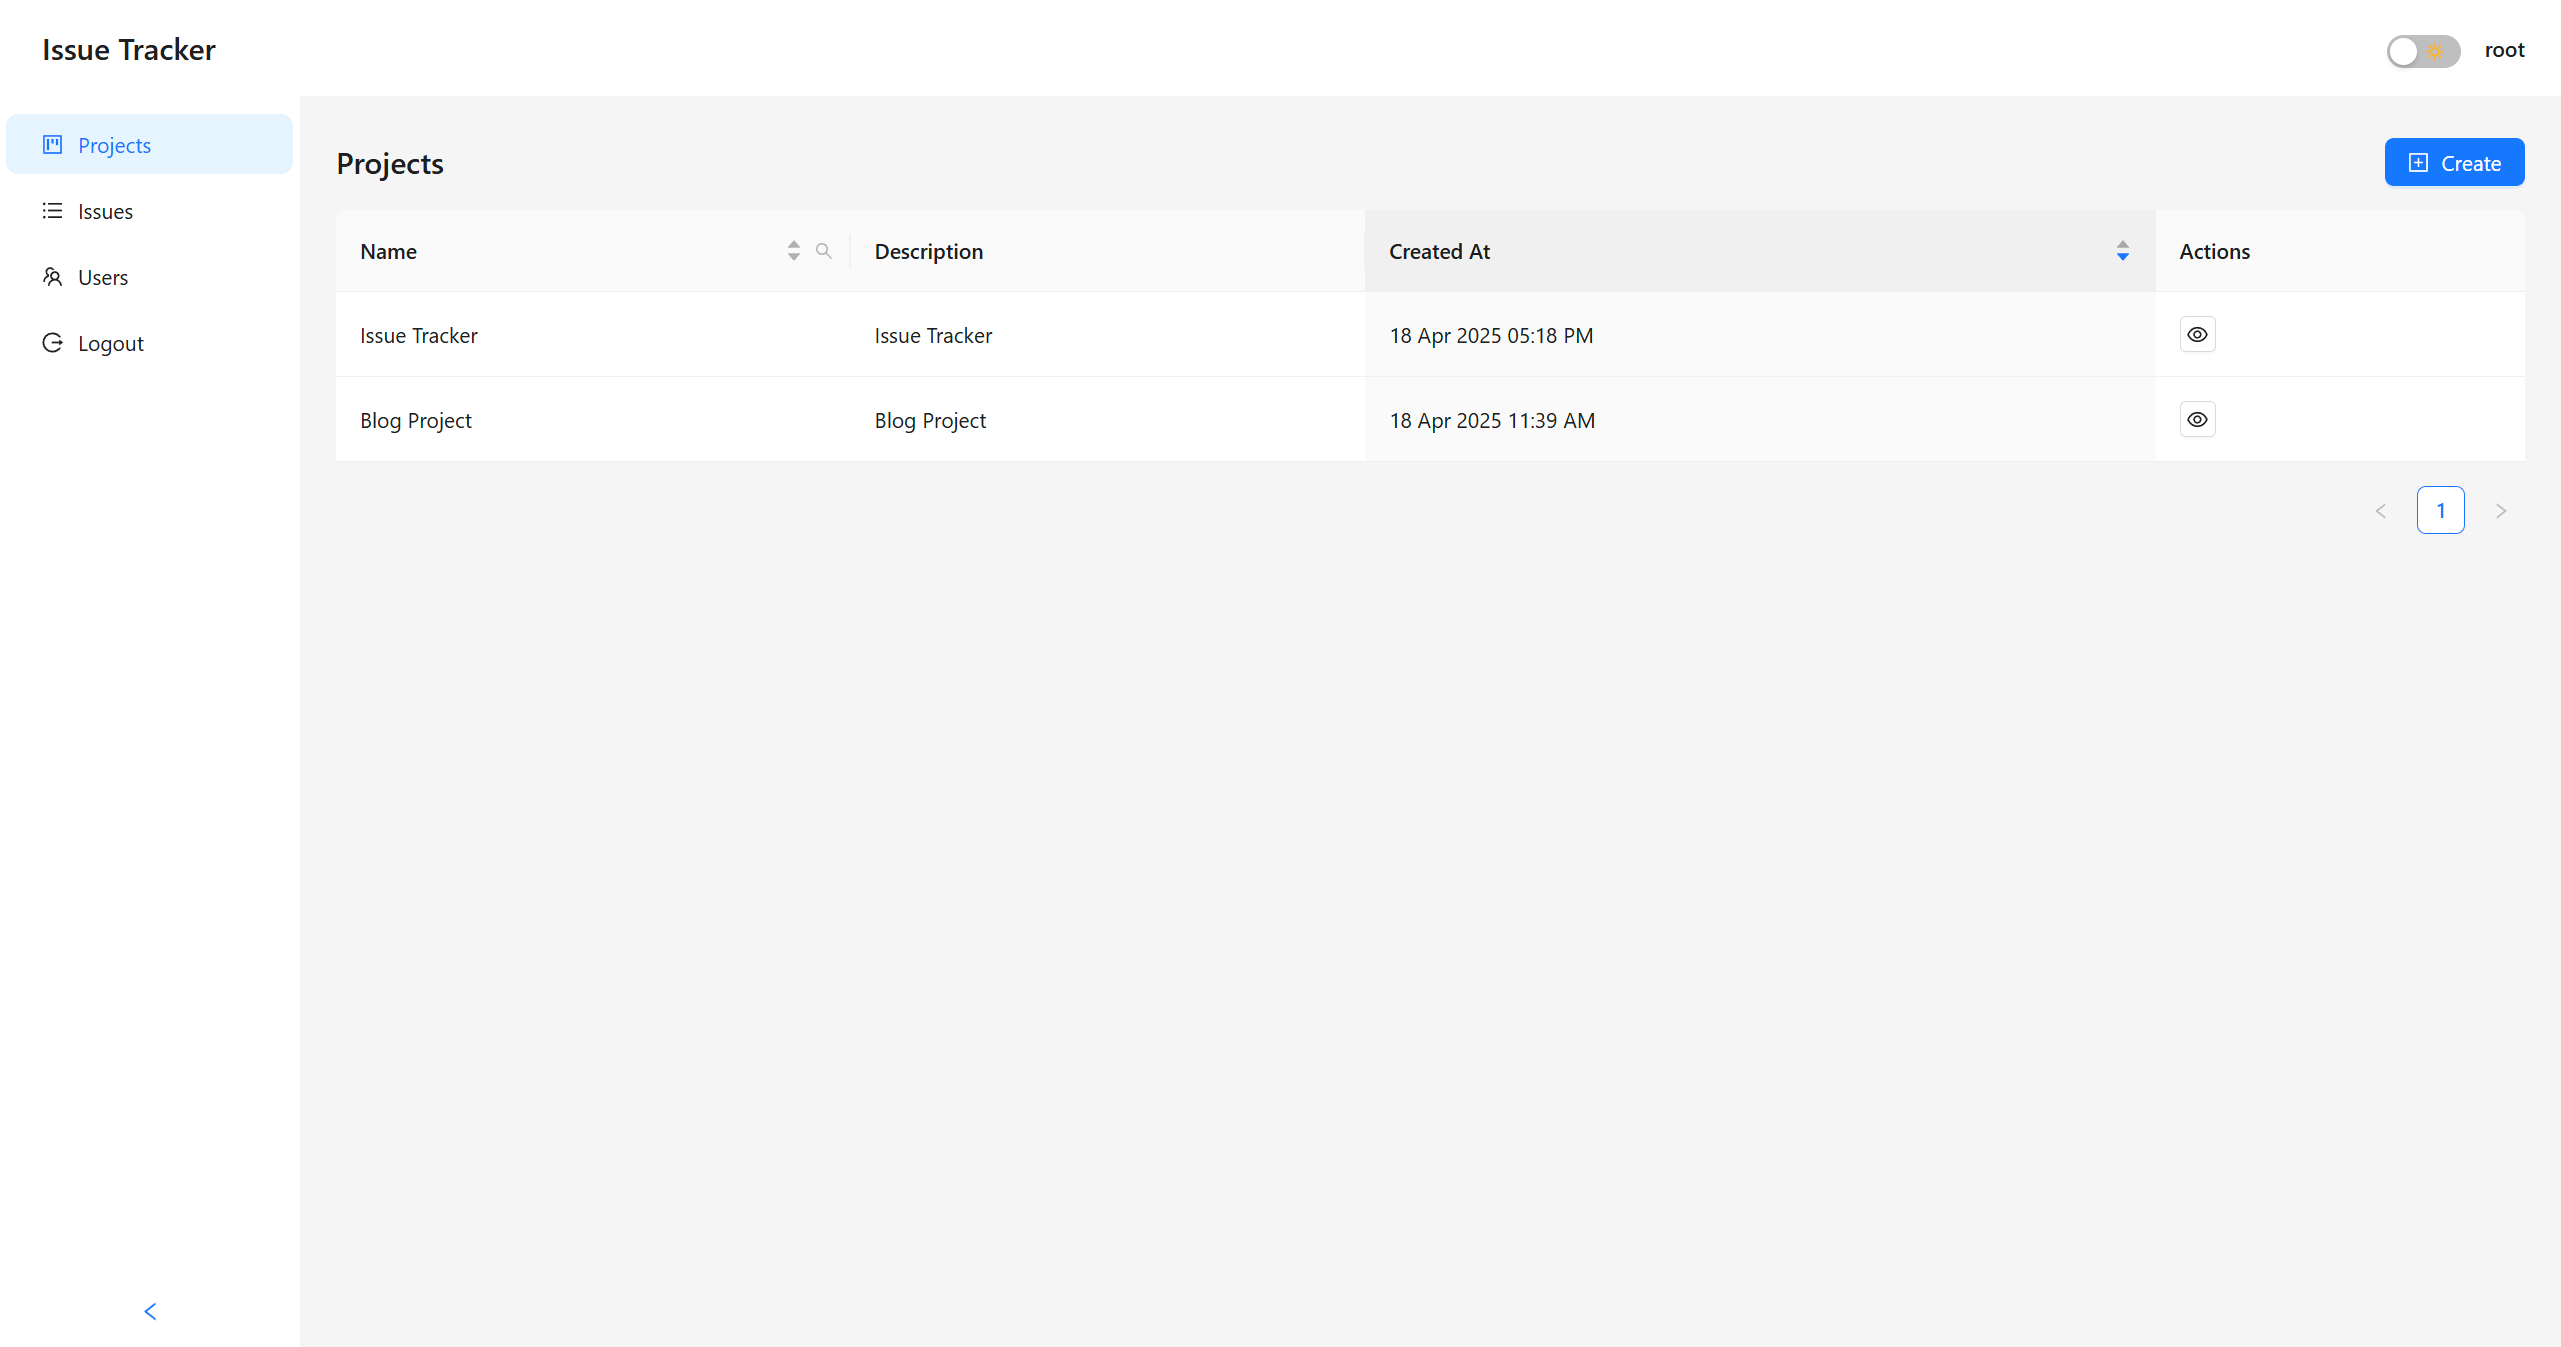 Issue Tracker
root
Projects
Issues
Users
Logout
Projects
Create
Name Description Created At Actions
Issue Tracker Issue Tracker 18 Apr 2025 05:18 PM
Blog Project Blog Project 18 Apr 2025 11:39 AM
1